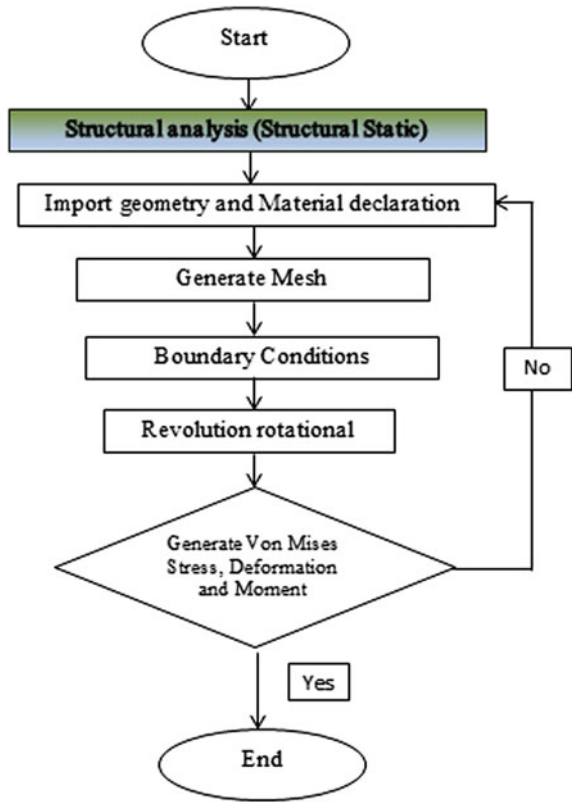 Start
Structural analysis (Structural Static)
Import geometry and Material declaration
Generate Mesh
Boundary Conditions
No
Revolution rotational
Generate Von Mises
Stress, Deformation
and Moment
Yes
End